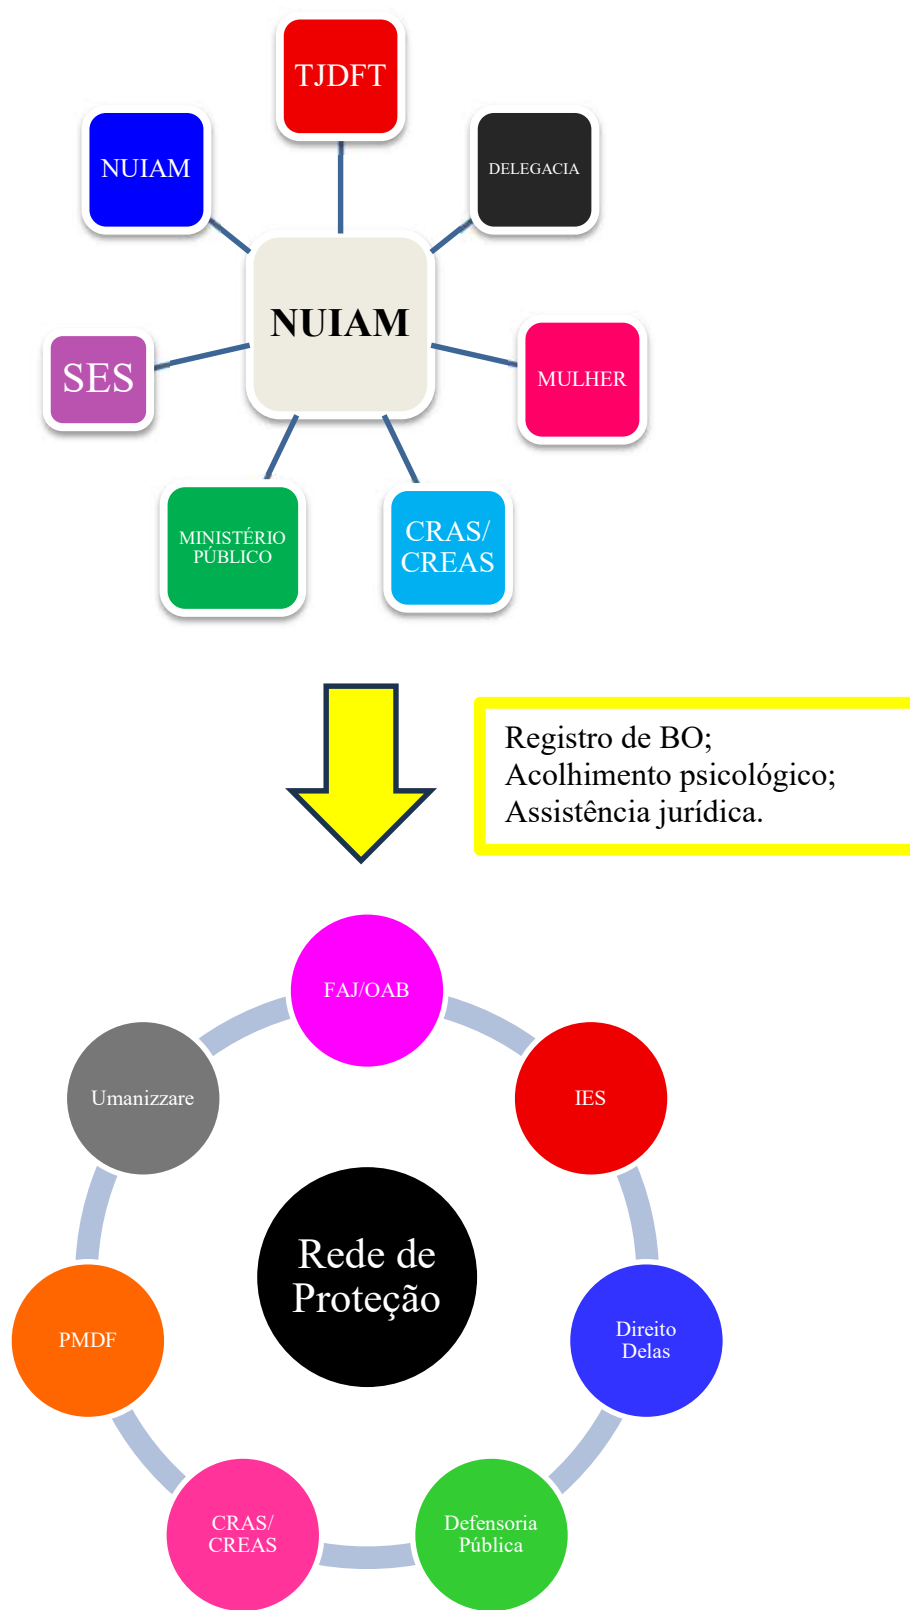 TJDFT
NUIAM
DELEGACIA
NUIAM
SES
MULHER
MINISTÉRIO
PÚBLICO
CRAS/
CREAS
Registro de BO;
Acolhimento psicológico;
Assistência jurídica.
FAJ/OAB
Umanizzare
IES
Rede de
Proteção
PMDF
Direito
Delas
CRAS/
CREAS
Defensoria
Pública